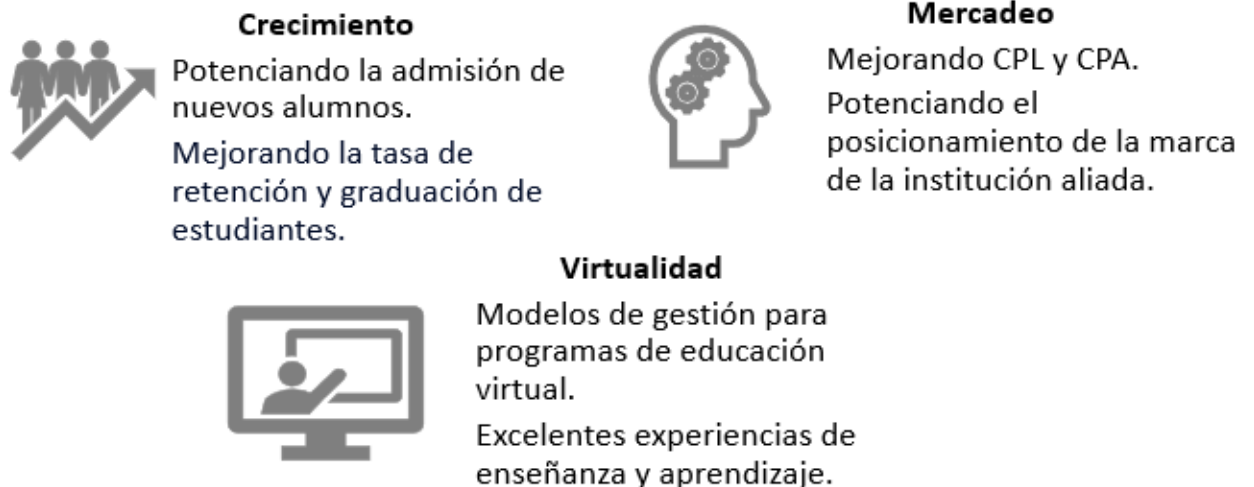 Crecimiento
Potenciando la admisión de
nuevos alumnos.
Mejorando la tasa de
retención y graduación de
estudiantes.
Mercadeo
Mejorando CPL y CPA.
Potenciando el
posicionamiento de la marca
de la institución aliada.
Virtualidad
Modelos de gestión para
programas de educación
virtual.
Excelentes experiencias de
enseñanza y aprendizaje.